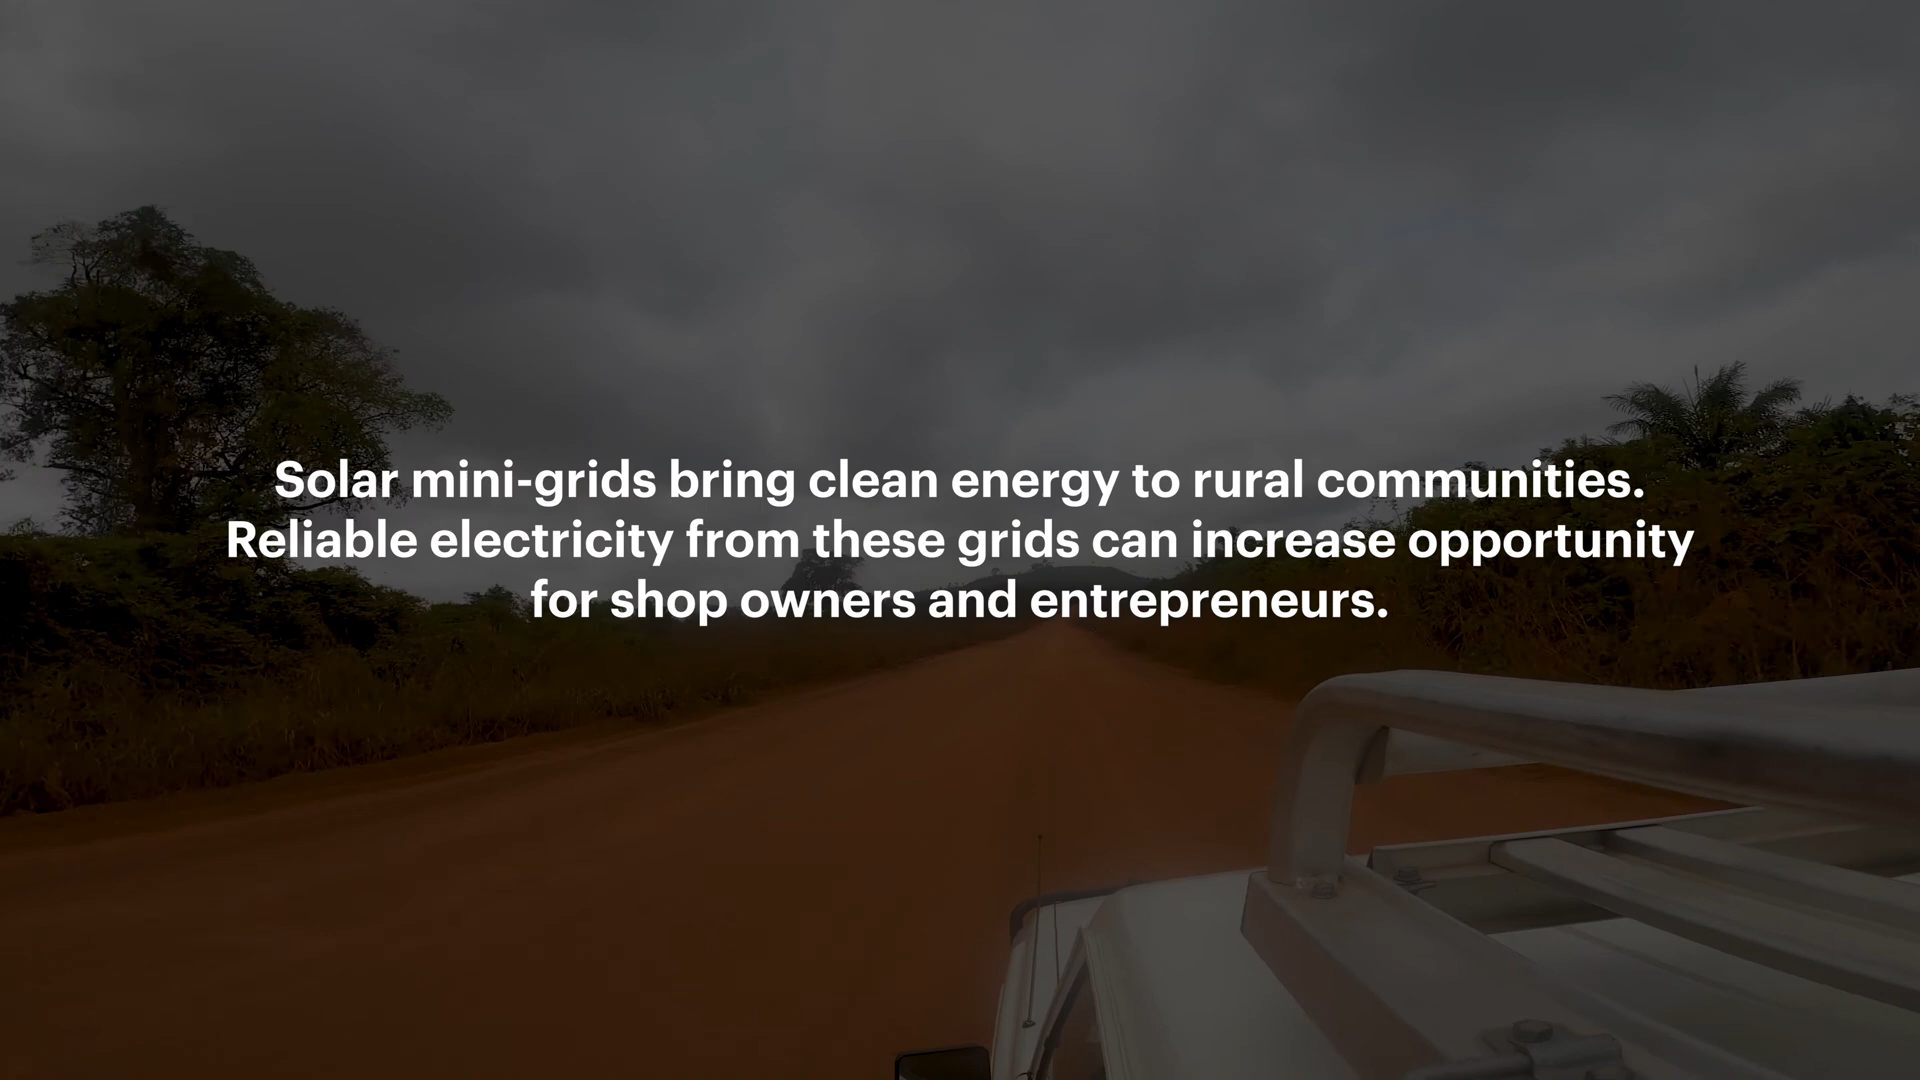 Solar mini-grids bring clean energy to rural communities.
Reliable electricity from these grids can increase opportunity
for shop owners and entrepreneurs.